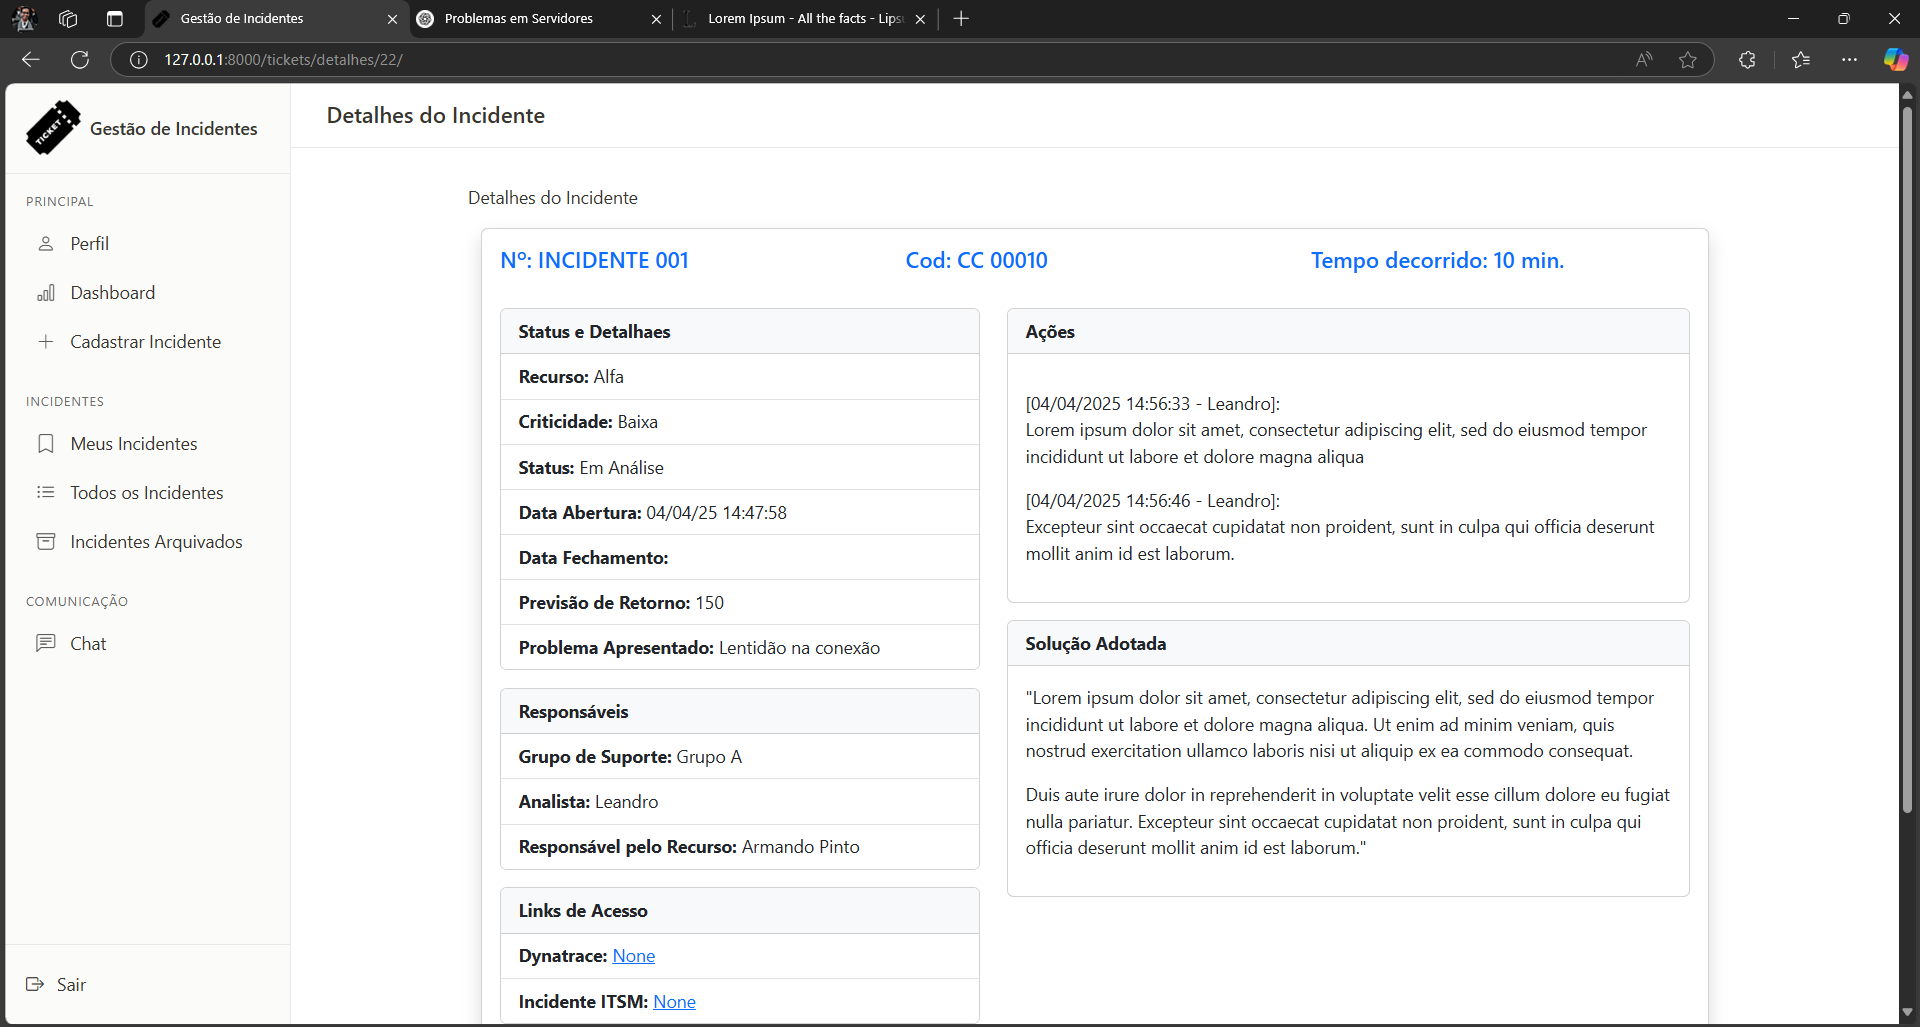 Gestão de Incidentes
Problemas em Servidores
Lorem Ipsum - All the facts - Lips
127.0.0.1:8000/tickets/detalhes/22/
TICKET
Gestão de Incidentes
PRINCIPAL
Perfil
Dashboard
Cadastrar Incidente
INCIDENTES
Meus Incidentes
Todos os Incidentes
Incidentes Arquivados
COMUNICAÇÃO
Chat
Sair
Detalhes do Incidente
Detalhes do Incidente
Nº: INCIDENTE 001
Cod: CC 00010
Tempo decorrido: 10 min.
Status e Detalhaes
Recurso: Alfa
Criticidade: Baixa
Status: Em Análise
Data Abertura: 04/04/25 14:47:58
Data Fechamento:
Previsão de Retorno: 150
Problema Apresentado: Lentidão na conexão
Responsáveis
Grupo de Suporte: Grupo A
Analista: Leandro
Responsável pelo Recurso: Armando Pinto
Links de Acesso
Dynatrace: None
Incidente ITSM: None
Ações
[04/04/2025 14:56:33 - Leandro]:
Lorem ipsum dolor sit amet, consectetur adipiscing elit, sed do eiusmod tempor
incididunt ut labore et dolore magna aliqua
[04/04/2025 14:56:46 - Leandro]:
Excepteur sint occaecat cupidatat non proident, sunt in culpa qui officia deserunt
mollit anim id est laborum.
Solução Adotada
"Lorem ipsum dolor sit amet, consectetur adipiscing elit, sed do eiusmod tempor
incididunt ut labore et dolore magna aliqua. Ut enim ad minim veniam, quis
nostrud exercitation ullamco laboris nisi ut aliquip ex ea commodo consequat.
Duis aute irure dolor in reprehenderit in voluptate velit esse cillum dolore eu fugiat
nulla pariatur. Excepteur sint occaecat cupidatat non proident, sunt in culpa qui
officia deserunt mollit anim id est laborum."